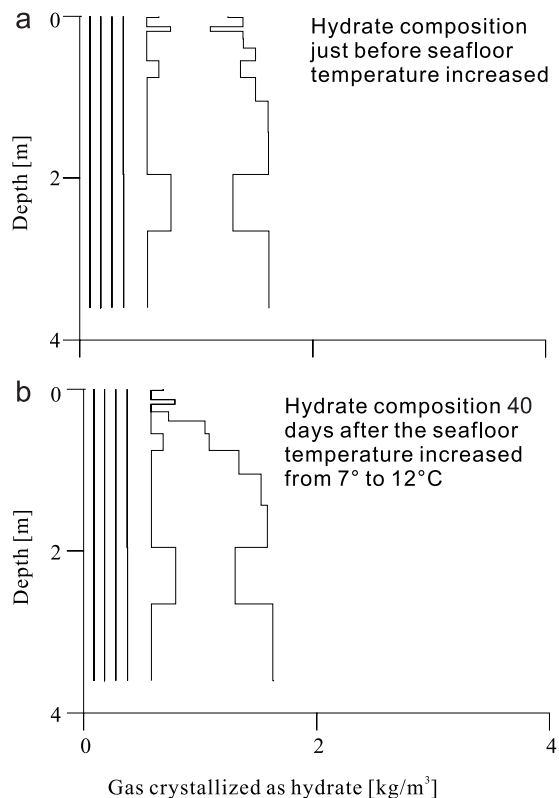 a
0
Hydrate composition
just before seafloor
temperature increased
Depth [m]
2
4
b
0
Hydrate composition 40
days after the seafloor
temperature increased
from 7° to 12°C
Depth [m]
2
4
0 2 4
Gas crystallized as hydrate [kg/m³]